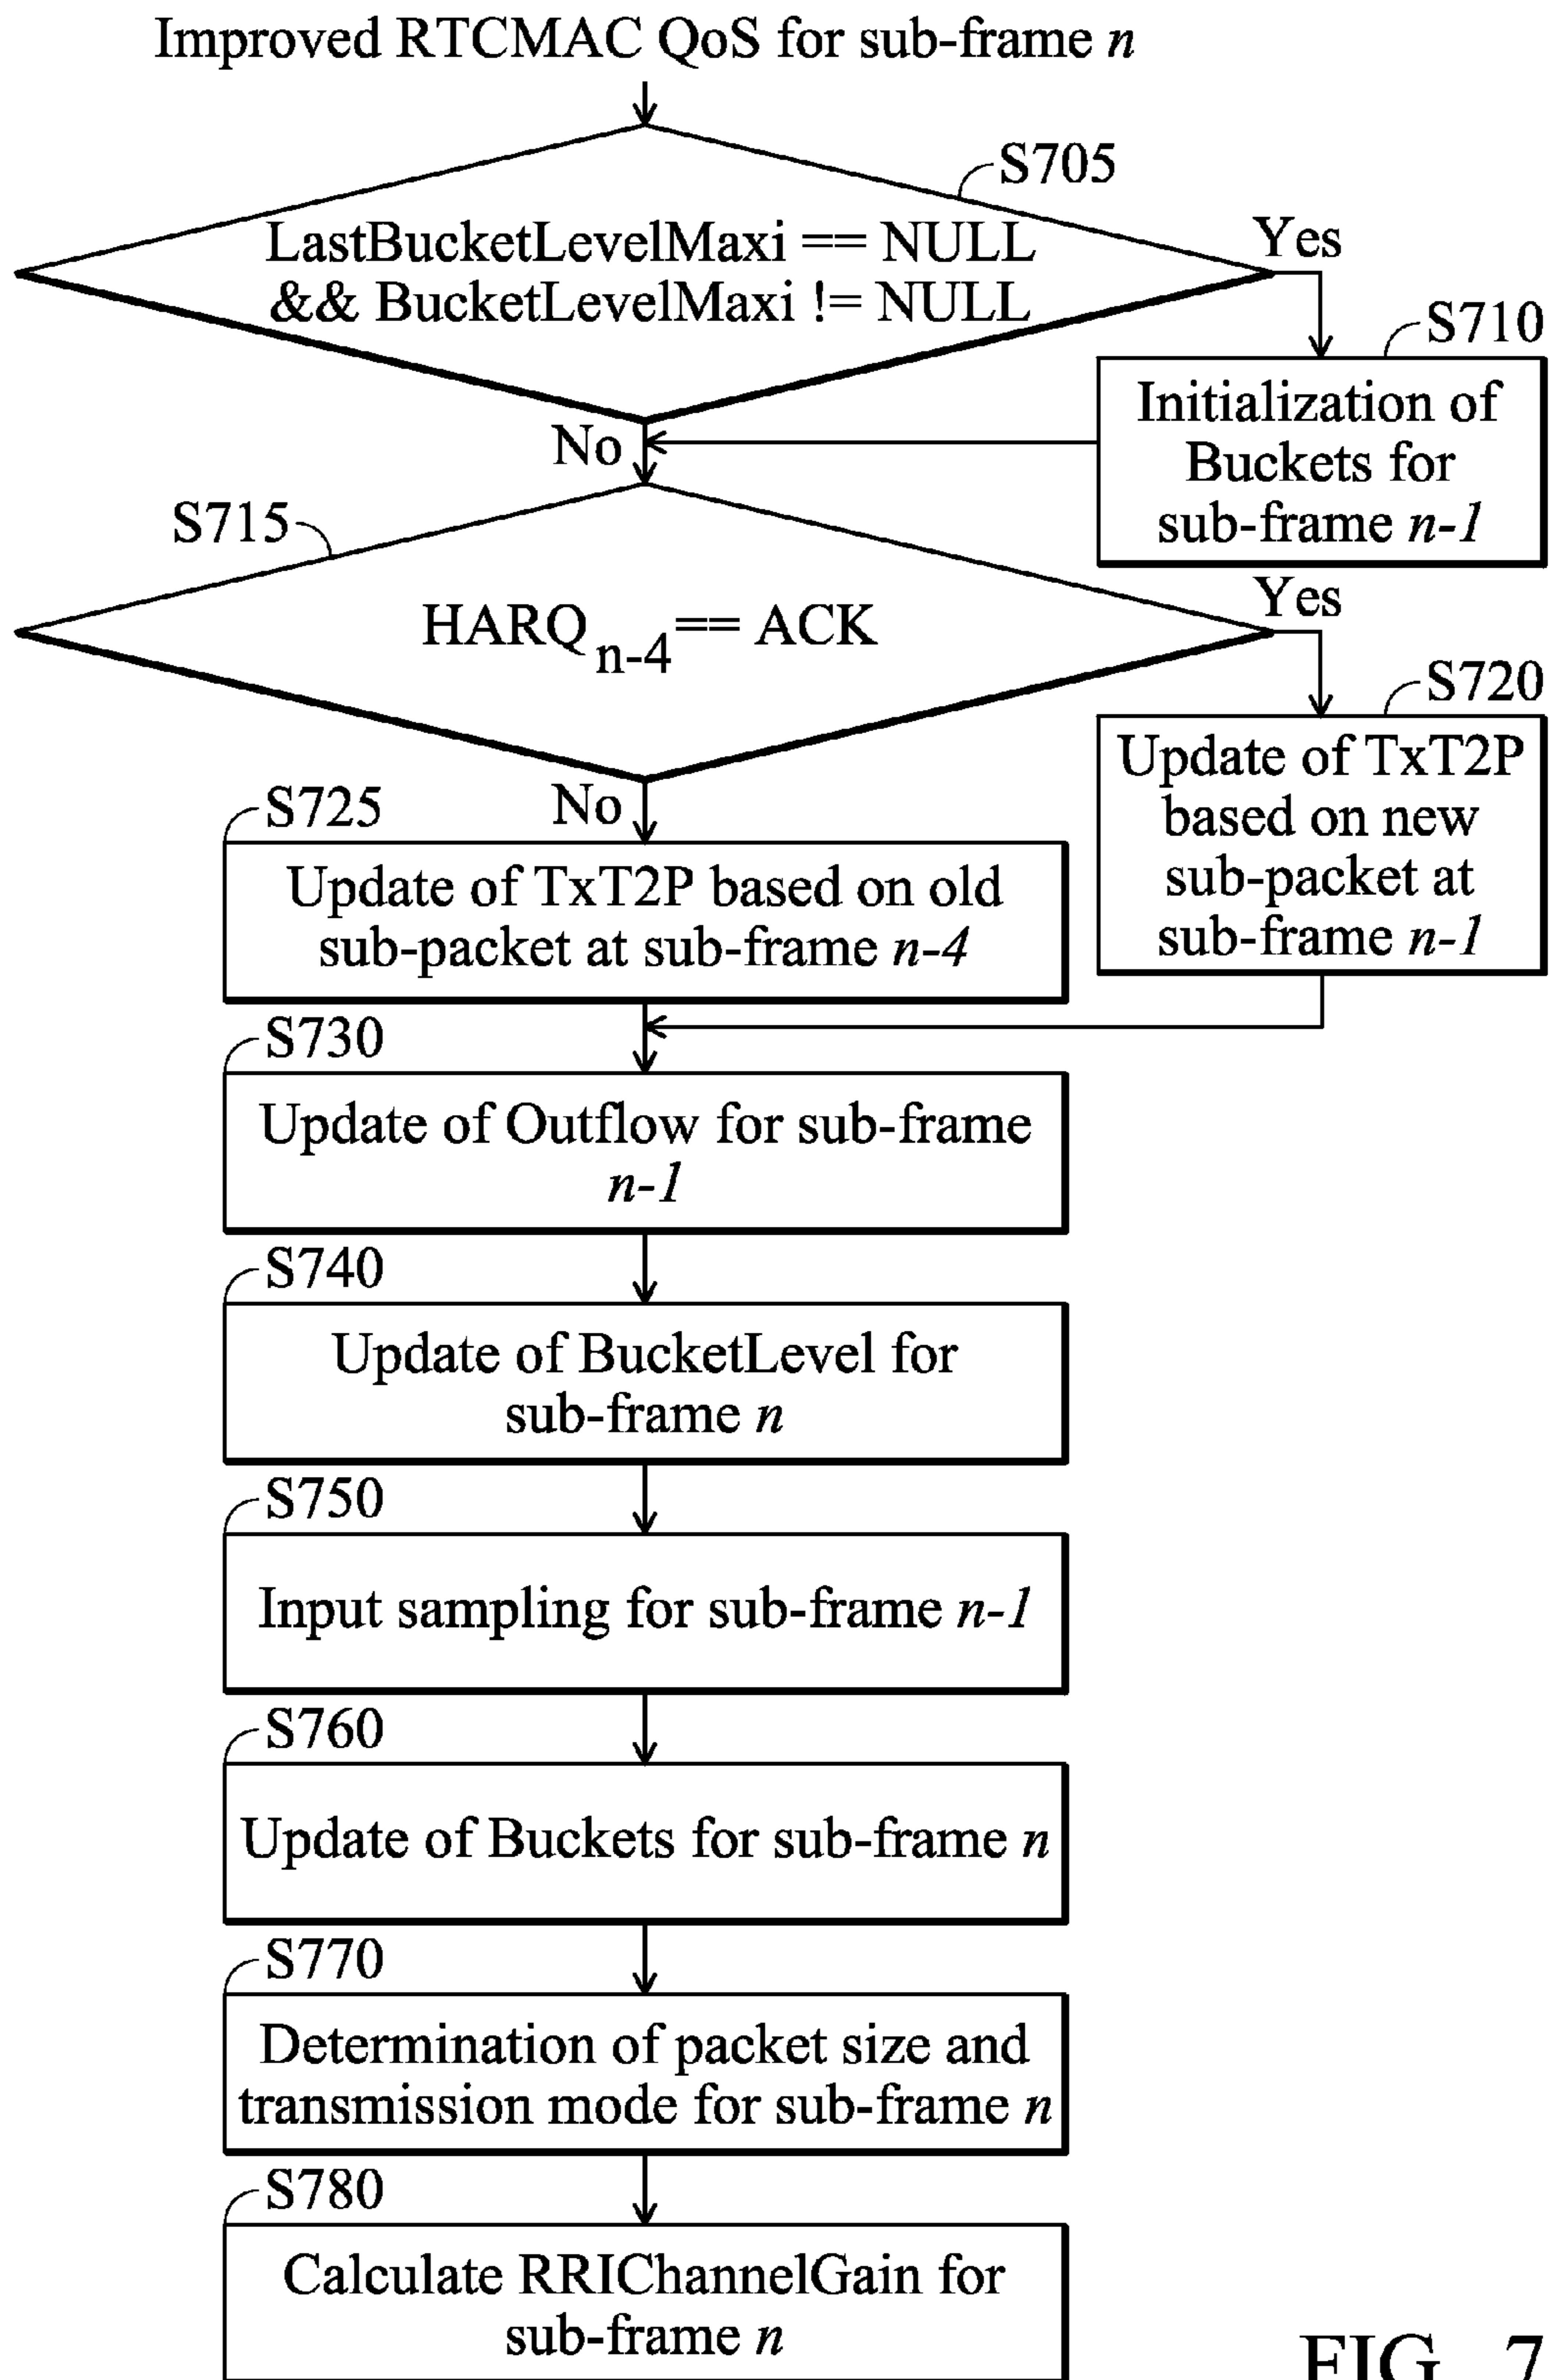 Improved RTCMAC QoS for sub-frame n
S705
LastBucketLevelMaxi == NULL
&& BucketLevelMaxi != NULL
Yes
S710
Initialization of
Buckets for
sub-frame n-1
No
S715
HARQn-4 == ACK
Yes
S720
Update of TxT2P
based on new
sub-packet at
sub-frame n-1
No
S725
Update of TxT2P based on old
sub-packet at sub-frame n-4
S730
Update of Outflow for sub-frame
n-1
S740
Update of BucketLevel for
sub-frame n
S750
Input sampling for sub-frame n-1
S760
Update of Buckets for sub-frame n
S770
Determination of packet size and
transmission mode for sub-frame n
S780
Calculate RRIChannelGain for
sub-frame n
FIG. 7